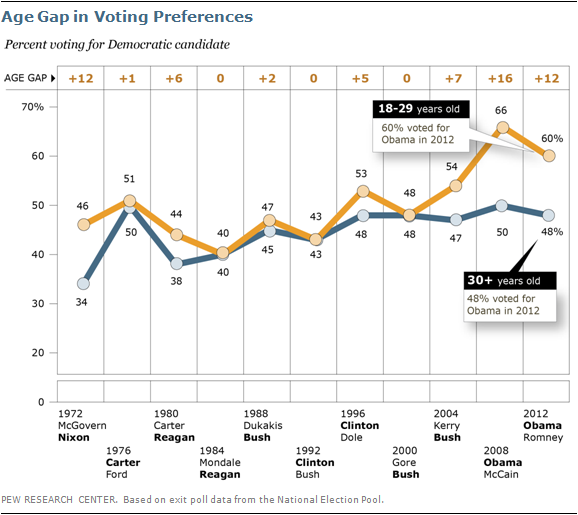 Age Gap in Voting Preferences
Percent voting for Democratic candidate
AGE GAP +12 +1 +6 0 +2 0 +5 0 +7 +16 +12
70%
60
50
40
30
20
0
18-29 years old
60% voted for
Obama in 2012
46 51 44 40 47 43 53 48 54 66 60%
34 50 38 40 45 43 48 48 47 50 48%
30+ years old
48% voted for
Obama in 2012
1972
McGovern
Nixon
1976
Carter
Ford
1980
Carter
Reagan
1984
Mondale
Reagan
1988
Dukakis
Bush
1992
Clinton
Bush
1996
Clinton
Dole
2000
Gore
Bush
2004
Kerry
Bush
2008
Obama
McCain
2012
Obama
Romney
PEW RESEARCH CENTER. Based on exit poll data from the National Election Pool.